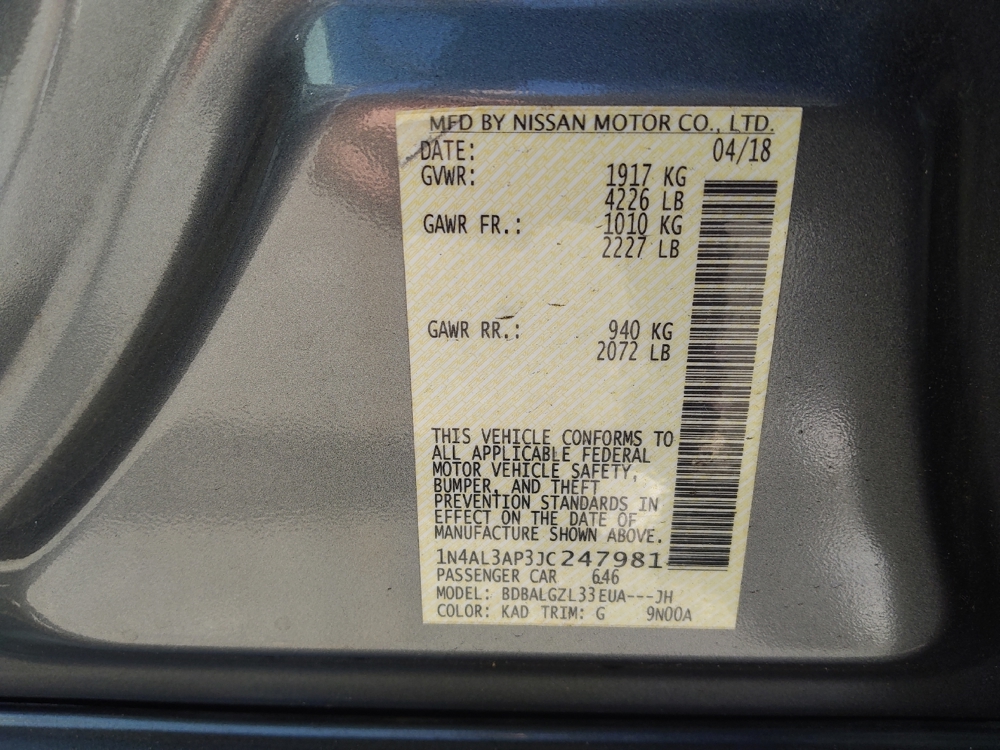 MFD BY NISSAN MOTOR CO., LTD.
DATE: 04/18
GVWR: 1917 KG
4226 LB
GAWR FR.: 1010 KG
2227 LB
GAWR RR.: 940 KG
2072 LB
THIS VEHICLE CONFORMS TO
ALL APPLICABLE FEDERAL
MOTOR VEHICLE SAFETY,
BUMPER, AND THEFT
PREVENTION STANDARDS IN
EFFECT ON THE DATE OF
MANUFACTURE SHOWN ABOVE.
1N4AL3AP3JC247981
PASSENGER CAR 646
MODEL: BDBALGZL33EUA---JH
COLOR: KAD TRIM: G 9N00A